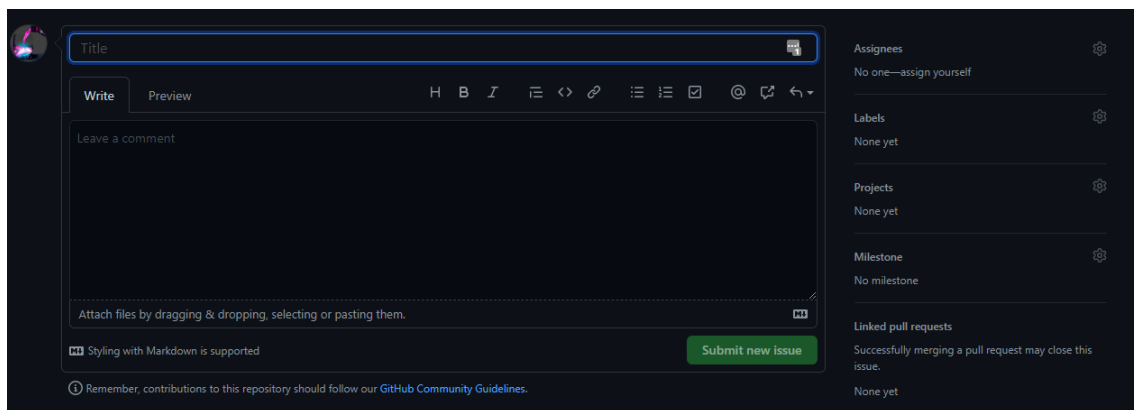 Title
Write
Preview
Leave a comment
Attach files by dragging & dropping, selecting or pasting them.
Styling with Markdown is supported
Submit new issue
Remember, contributions to this repository should follow our GitHub Community Guidelines.
Assignees
No one—assign yourself
Labels
None yet
Projects
None yet
Milestone
No milestone
Linked pull requests
Successfully merging a pull request may close this
issue.
None yet